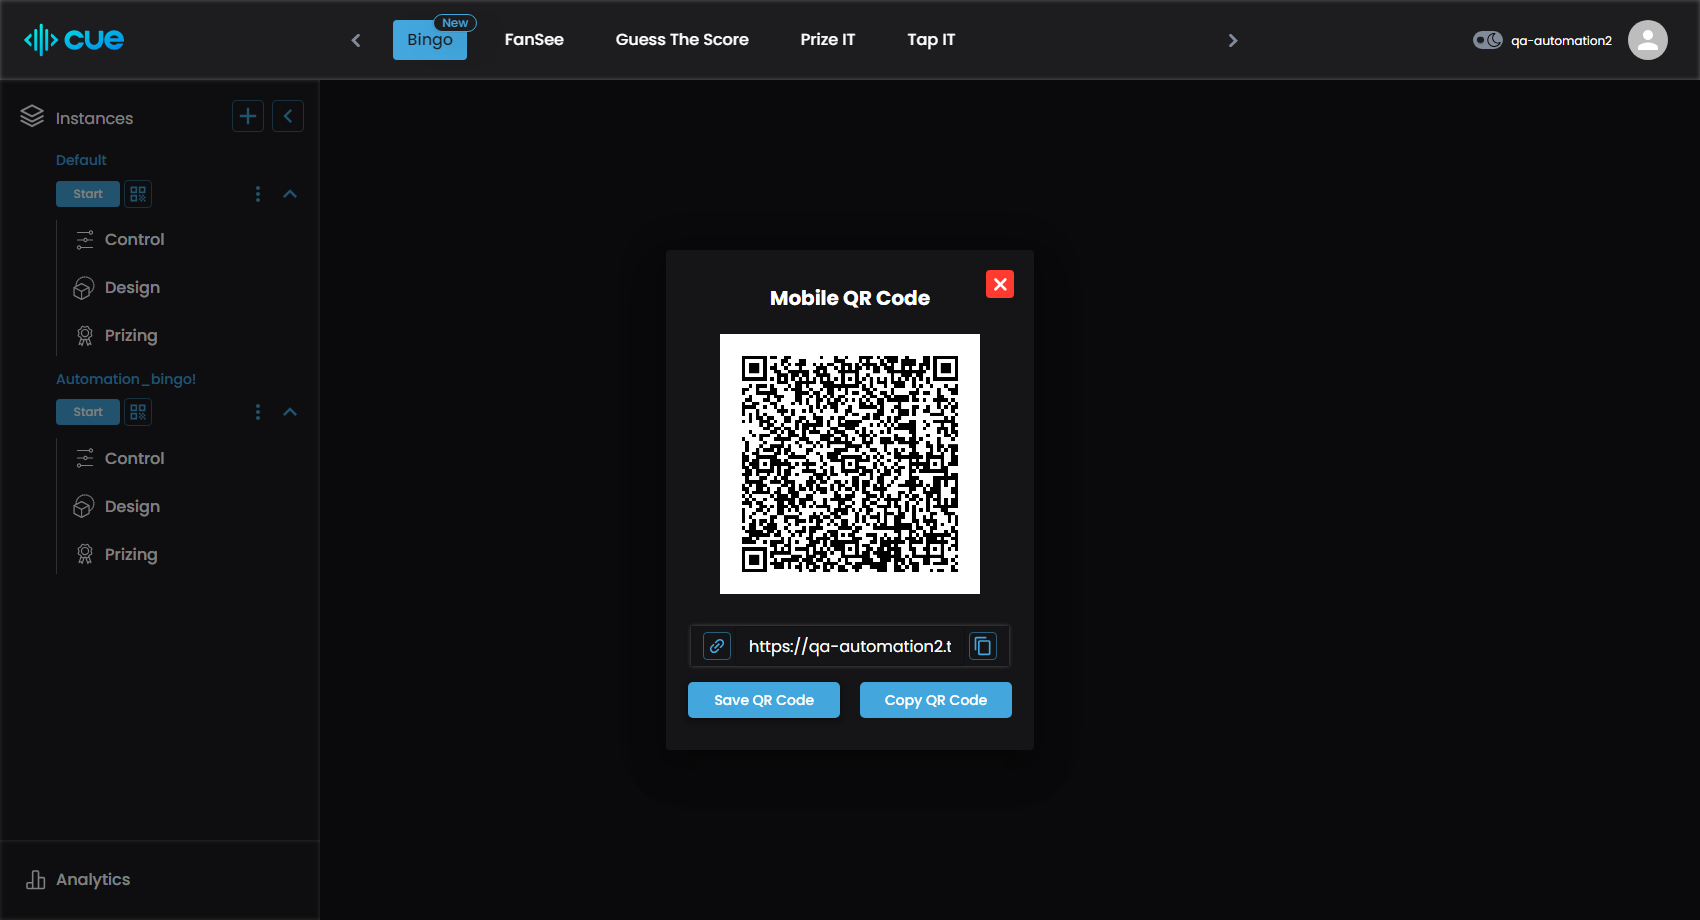 cue
Bingo
New
FanSee
Guess The Score
Prize IT
Tap IT
qa-automation2
Instances
Default
Start
Control
Design
Prizing
Automation_bingo!
Start
Control
Design
Prizing
Analytics
Mobile QR Code
https://qa-automation2.t
Save QR Code
Copy QR Code